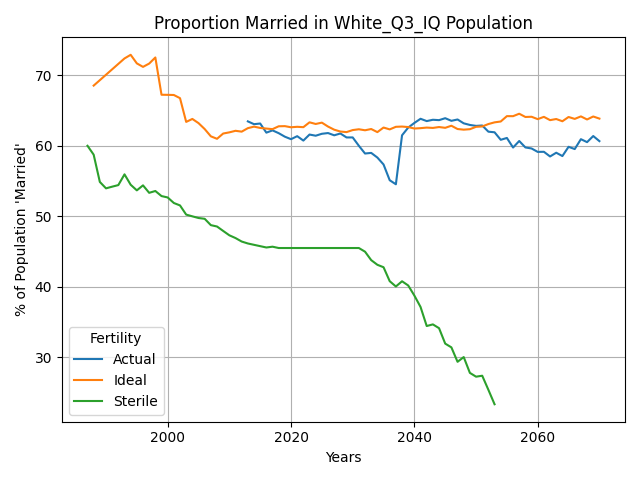 Proportion Married in White_Q3_IQ Population
% of Population 'Married'
70
60
50
40
30
Fertility
Actual
Ideal
Sterile
2000
2020
2040
2060
Years